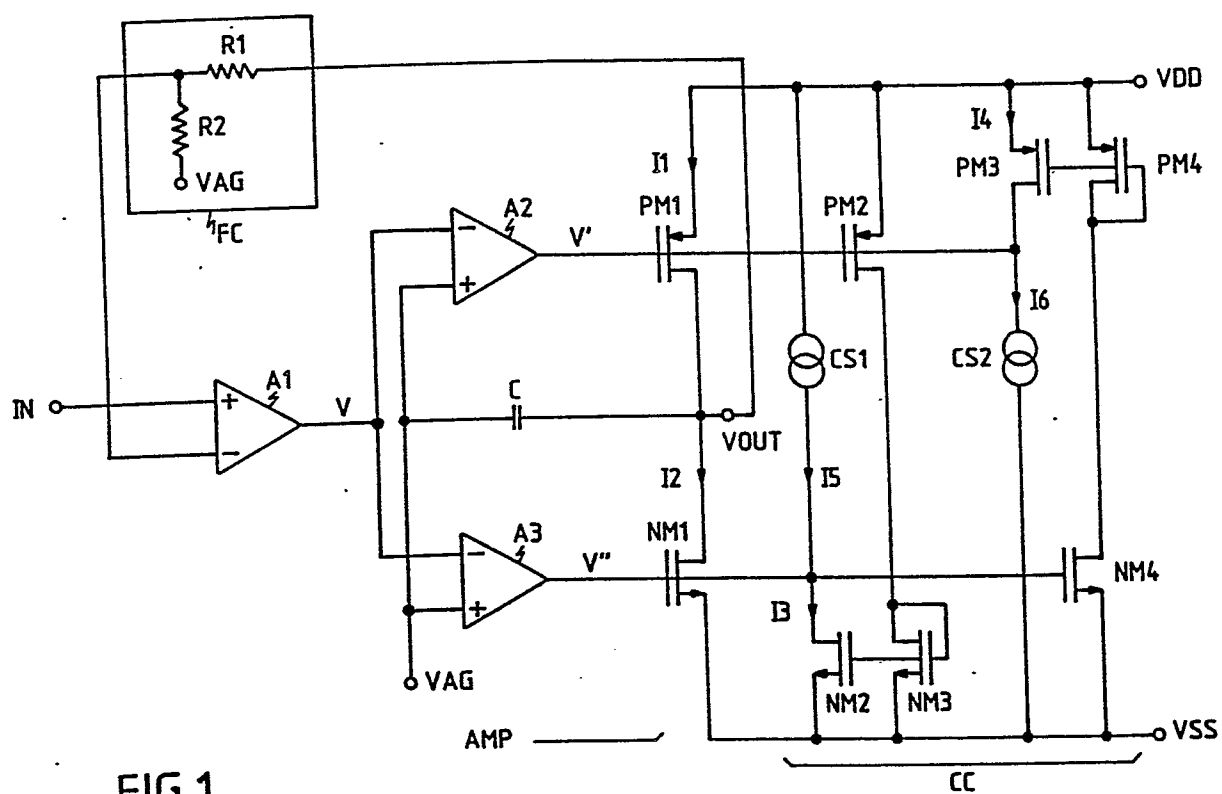 R1
R2
VAG
FC
VDD
I4
I1
PM3
PM4
A2
PM1
PM2
V'
I6
CS1
CS2
A1
IN
V
C
VOUT
I2
I5
A3
NM1
V"
NM4
I3
VAG
NM2
NM3
AMP
VSS
CC
FIG.1
+
-
-
+
-
+